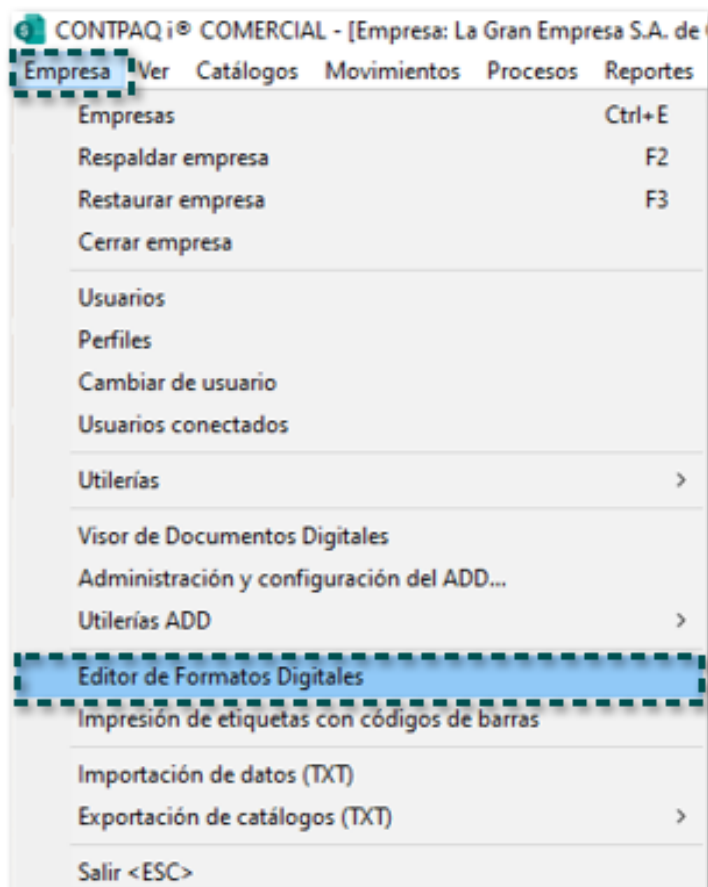 CONTPAQ i® COMERCIAL - [Empresa: La Gran Empresa S.A. de
Empresa Ver Catálogos Movimientos Procesos Reportes
Empresas Ctrl+E
Respaldar empresa F2
Restaurar empresa F3
Cerrar empresa
Usuarios
Perfiles
Cambiar de usuario
Usuarios conectados
Utilerías >
Visor de Documentos Digitales
Administración y configuración del ADD...
Utilerías ADD >
Editor de Formatos Digitales
Impresión de etiquetas con códigos de barras
Importación de datos (TXT)
Exportación de catálogos (TXT) >
Salir <ESC>